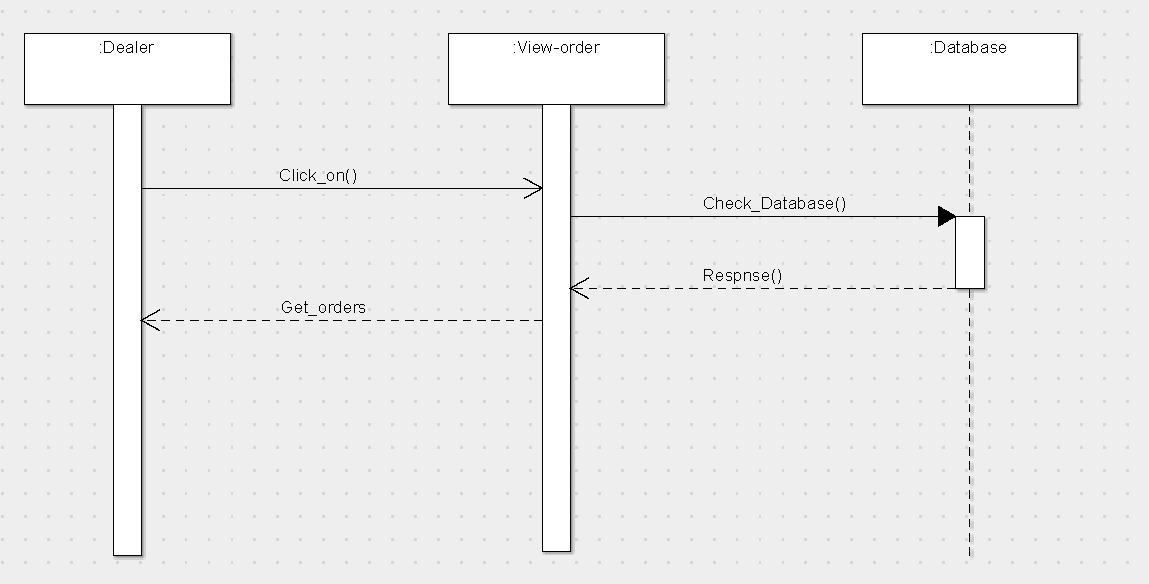 :Dealer
:View-order
:Database
Click_on()
Check_Database()
Respnse()
Get_orders